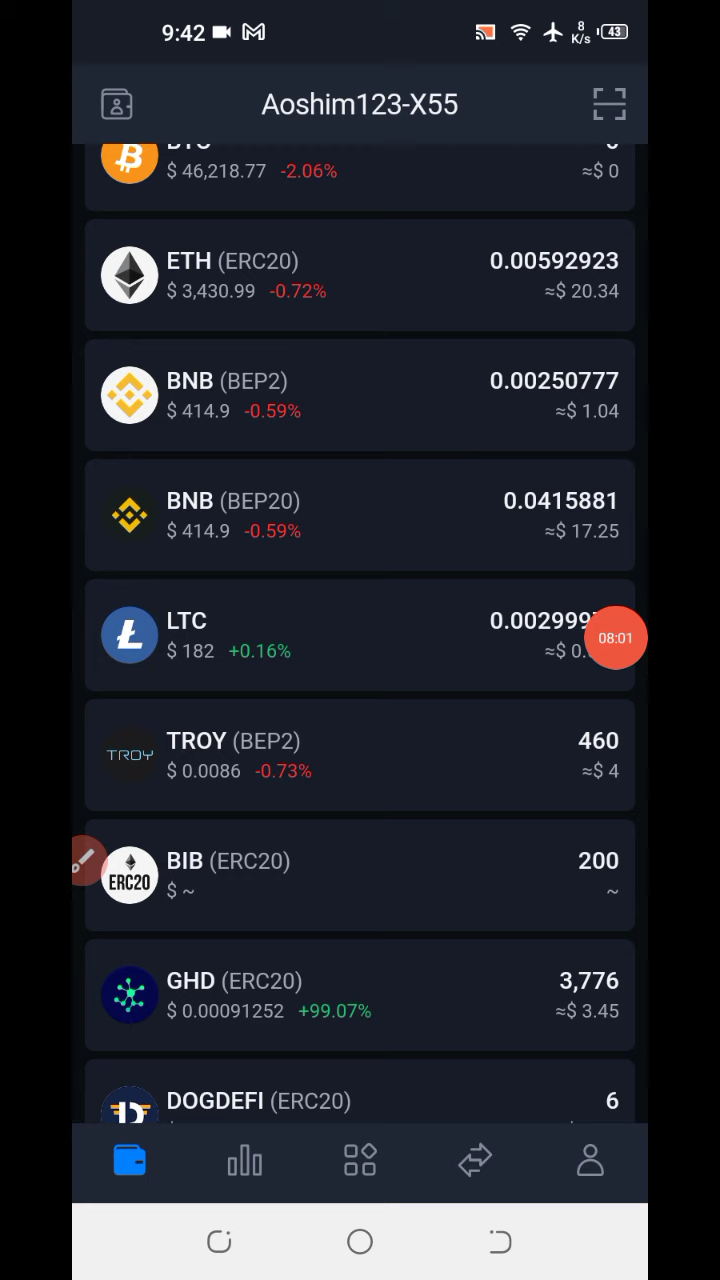 9:42
8
K/s
43
Aoshim123-X55
BTC 0
$ 46,218.77 -2.06% ≈$ 0
ETH (ERC20) 0.00592923
$ 3,430.99 -0.72% ≈$ 20.34
BNB (BEP2) 0.00250777
$ 414.9 -0.59% ≈$ 1.04
BNB (BEP20) 0.0415881
$ 414.9 -0.59% ≈$ 17.25
LTC
$ 182 +0.16%
08:01
TROY
TROY (BEP2) 460
$ 0.0086 -0.73% ≈$ 4
ERC20
BIB (ERC20) 200
$ ~ ~
GHD (ERC20) 3,776
$ 0.00091252 +99.07% ≈$ 3.45
DOGDEFI (ERC20) 6